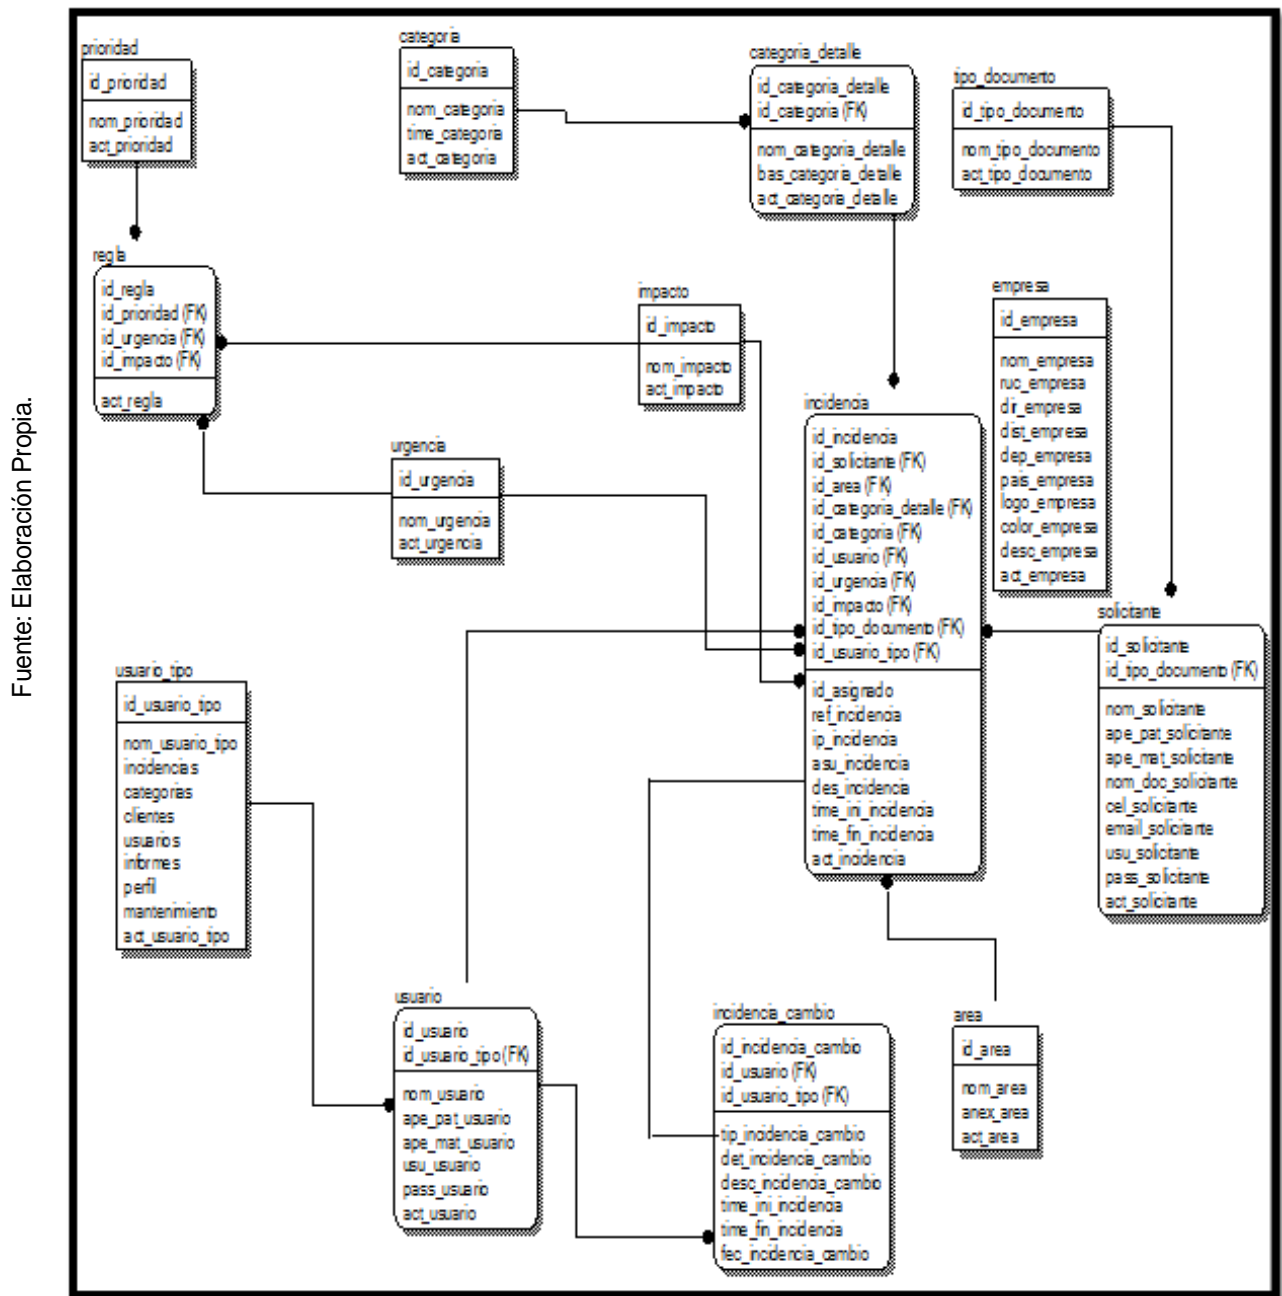 Fuente: Elaboración Propia.
prioridad
id_prioridad
nom_prioridad
act_prioridad
categoria
id_categoria
nom_categoria
time_categoria
act_categoria
categoria_detalle
id_categoria_detalle
id_categoria (FK)
nom_categoria_detalle
bas_categoria_detalle
act_categoria_detalle
tipo_documento
id_tipo_documento
nom_tipo_documento
act_tipo_documento
regla
id_regla
id_prioridad (FK)
id_urgencia (FK)
id_impacto (FK)
act_regla
impacto
id_impacto
nom_impacto
act_impacto
empresa
id_empresa
nom_empresa
ruc_empresa
dir_empresa
dist_empresa
dep_empresa
pais_empresa
logo_empresa
color_empresa
desc_empresa
act_empresa
urgencia
id_urgencia
nom_urgencia
act_urgencia
incidencia
id_incidencia
id_solicitante (FK)
id_area (FK)
id_categoria_detalle (FK)
id_categoria (FK)
id_usuario (FK)
id_urgencia (FK)
id_impacto (FK)
id_tipo_documento (FK)
id_usuario_tipo (FK)
id_asignado
ref_incidencia
ip_incidencia
asu_incidencia
des_incidencia
time_ini_incidencia
time_fin_incidencia
act_incidencia
solicitante
id_solicitante
id_tipo_documento (FK)
nom_solicitante
ape_pat_solicitante
ape_mat_solicitante
nom_doc_solicitante
cel_solicitante
email_solicitante
usu_solicitante
pass_solicitante
act_solicitante
usuario_tipo
id_usuario_tipo
nom_usuario_tipo
incidencias
categorias
clientes
usuarios
informes
perfil
mantenimiento
act_usuario_tipo
usuario
id_usuario
id_usuario_tipo (FK)
nom_usuario
ape_pat_usuario
ape_mat_usuario
usu_usuario
pass_usuario
act_usuario
incidencia_cambio
id_incidencia_cambio
id_usuario (FK)
id_usuario_tipo (FK)
tip_incidencia_cambio
det_incidencia_cambio
desc_incidencia_cambio
time_ini_incidencia
time_fin_incidencia
fec_incidencia_cambio
area
id_area
nom_area
anex_area
act_area